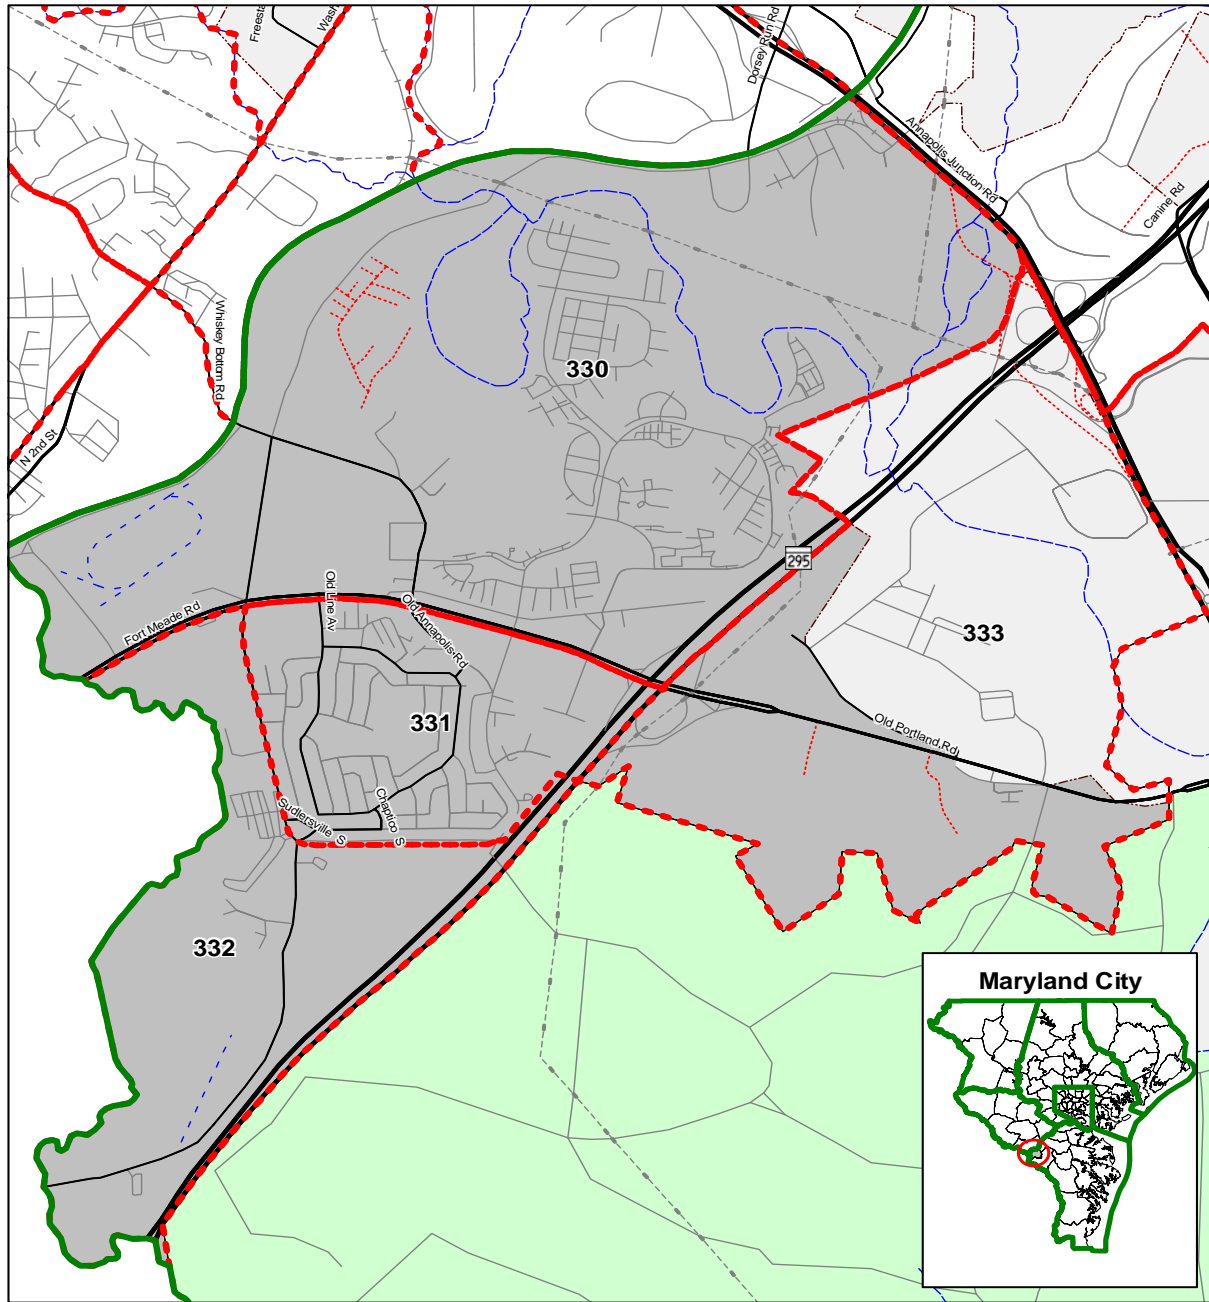 Freesta
Wash
Dorsey Run Rd
Annapolis Junction Rd
Canine Rd
Whiskey Bottom Rd
330
N 2nd St
295
Old Line Av
Old Annapolis Rd
Fort Meade Rd
333
331
Old Portland Rd
Chaptico S
Sudlersville S
332
Maryland City